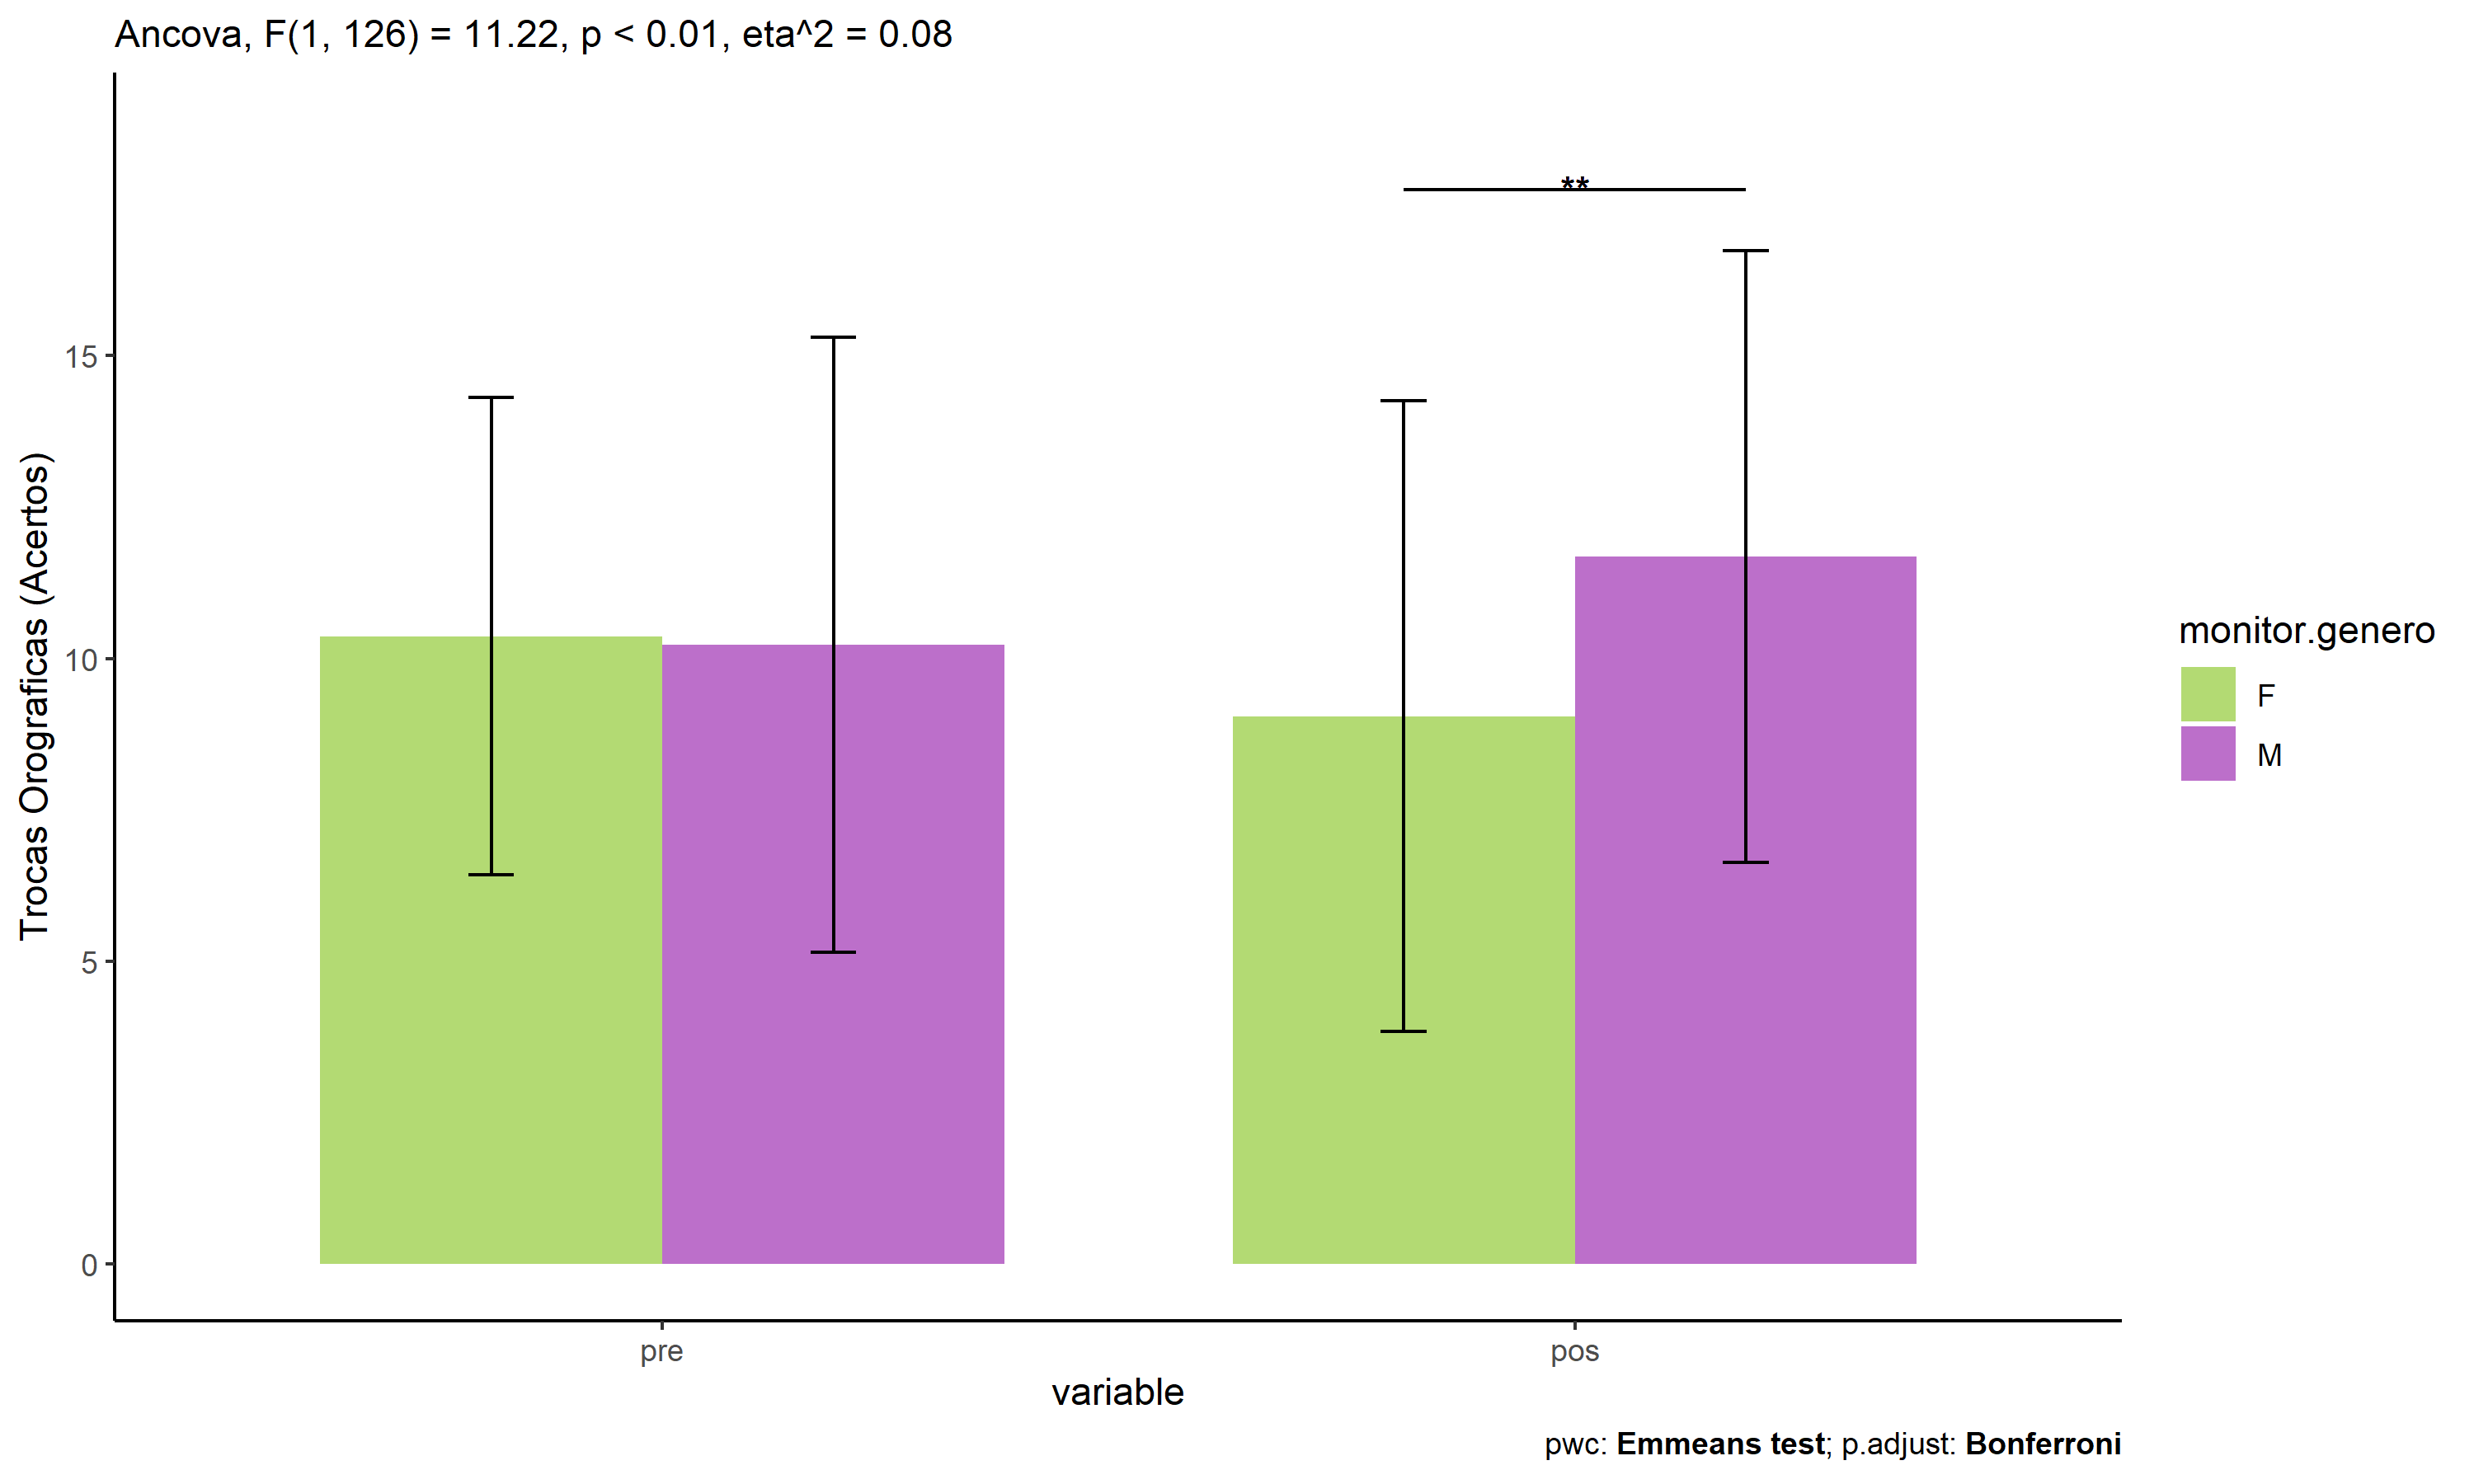 Ancova, F(1, 126) = 11.22, p < 0.01, eta^2 = 0.08
Trocas Orograficas (Acertos)
15
10
5
0
**
pre
pos
variable
monitor.genero
F
M
pwc: Emmeans test; p.adjust: Bonferroni